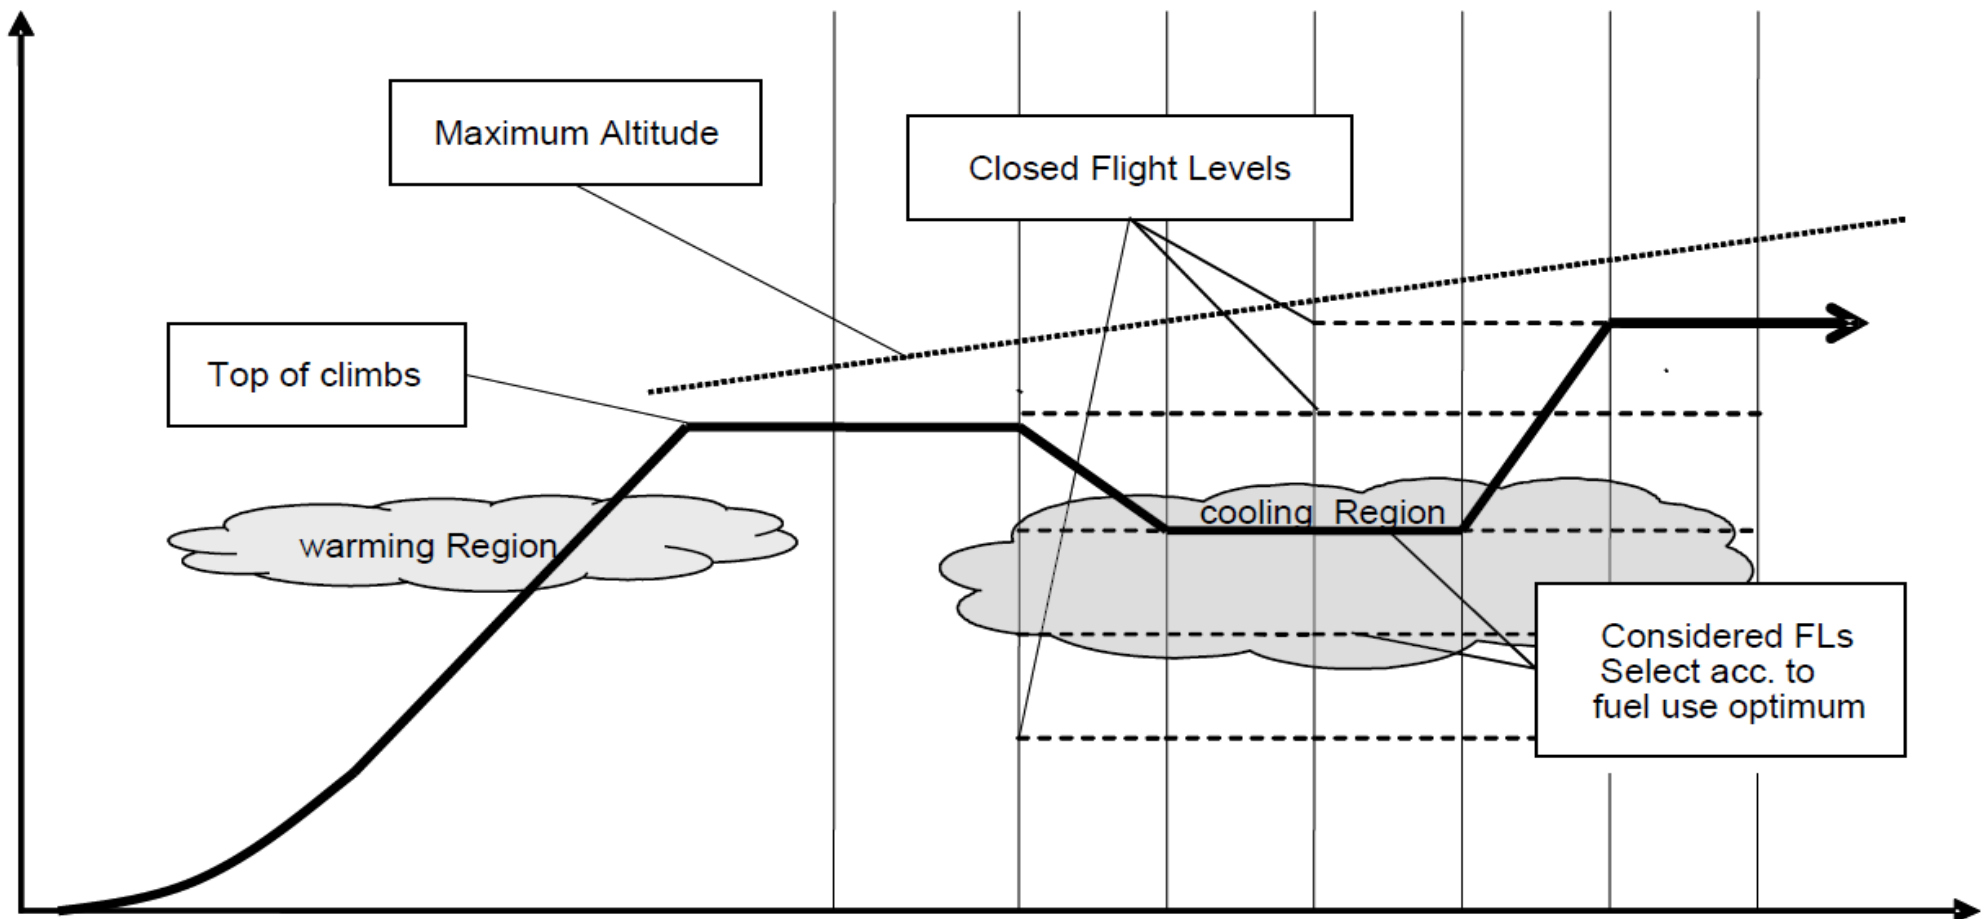 Maximum Altitude
Closed Flight Levels
Top of climbs
cooling Region
warming Region
Considered FLs
Select acc. to
fuel use optimum